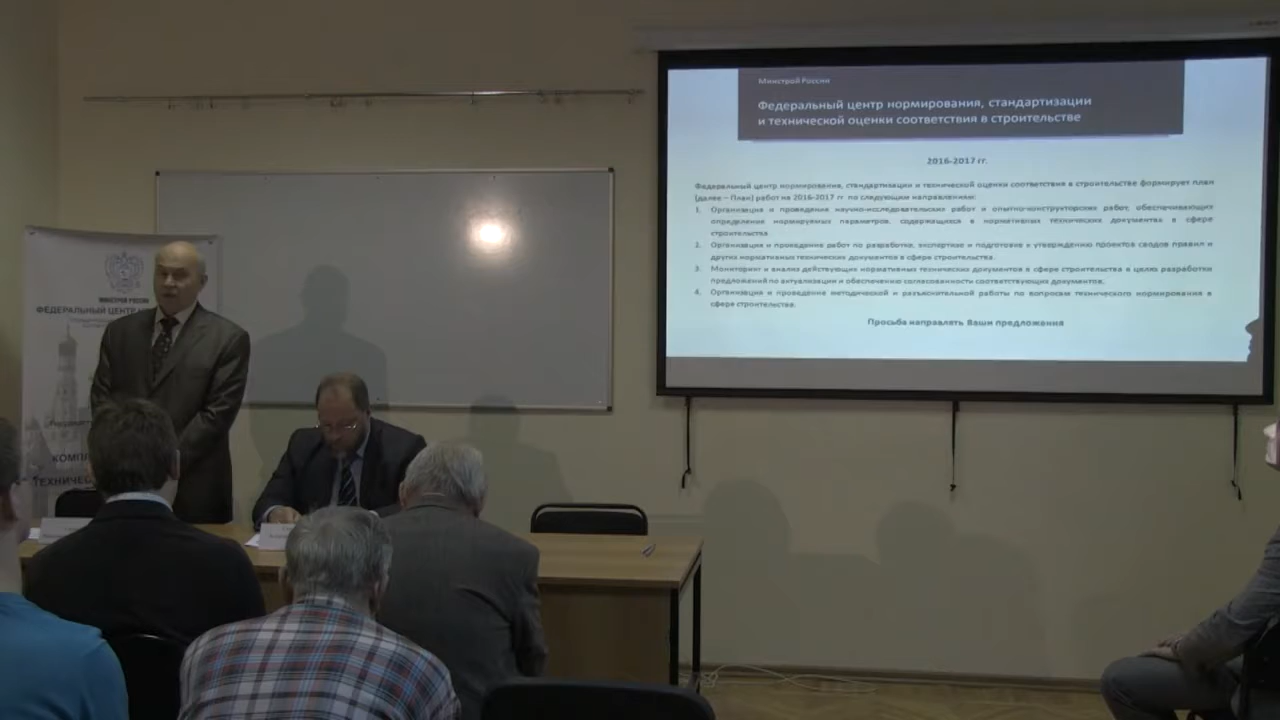 Минстрой России
Федеральный центр нормирования, стандартизации
и технической оценки соответствия в строительстве
2016-2017 гг.
Федеральный центр нормирования, стандартизации и технической оценки соответствия в строительстве формирует план
(далее – План) работ на 2016-2017 гг по следующим направлениям:
1. Организация и проведение научно-исследовательских работ и опытно-конструкторских работ, обеспечивающих
определение нормируемых параметров, содержащихся в нормативных технических документах в сфере
строительства.
2. Организация и проведение работ по разработке, экспертизе и подготовке к утверждению проектов сводов правил и
других нормативных технических документов в сфере строительства.
3. Мониторинг и анализ действующих нормативных технических документов в сфере строительства в целях разработки
предложений по актуализации и обеспечению согласованности соответствующих документов.
4. Организация и проведение методической и разъяснительной работы по вопросам технического нормирования в
сфере строительства.
Просьба направлять Ваши предложения
МИНСТРОЙ РОССИИ
ФЕДЕРАЛЬНЫЙ ЦЕНТР